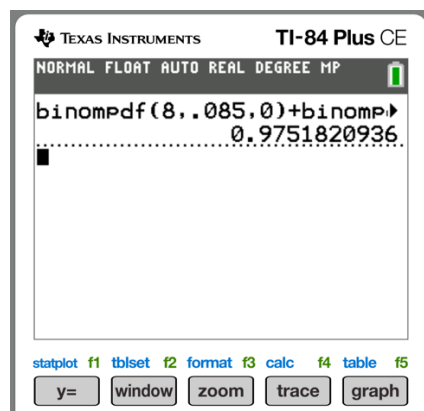 TEXAS INSTRUMENTS TI-84 Plus CE
NORMAL FLOAT AUTO REAL DEGREE MP
binompdf(8,.085,0)+binomp
0.9751820936
statplot f1 tblset f2 format f3 calc f4 table f5
y= window zoom trace graph